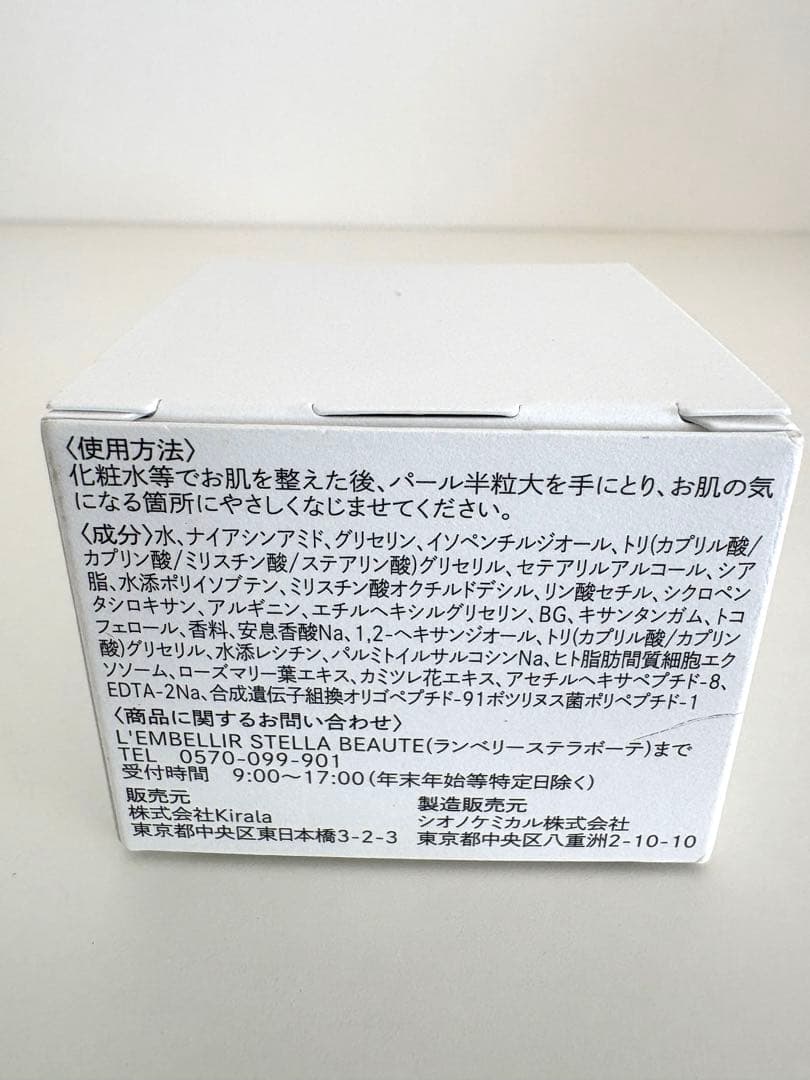 〈使用方法〉
化粧水等でお肌を整えた後、パール半粒大を手にとり、お肌の気
になる箇所にやさしくなじませてください。
〈成分〉水、ナイアシンアミド、グリセリン、イソペンチルジオール、トリ(カプリル酸/
カプリン酸/ミリスチン酸/ステアリン酸)グリセリル、セテアリルアルコール、シア
脂、水添ポリイソブテン、ミリスチン酸オクチルドデシル、リン酸セチル、シクロペン
タシロキサン、アルギニン、エチルヘキシルグリセリン、BG、キサンタンガム、トコ
フェロール、香料、安息香酸Na、1,2-ヘキサンジオール、トリ(カプリル酸/カプリン
酸)グリセリル、水添レシチン、パルミトイルサルコシンNa、ヒト脂肪間質細胞エク
ソソーム、ローズマリー葉エキス、カミツレ花エキス、アセチルヘキサペプチド-8、
EDTA-2Na、合成遺伝子組換オリゴペプチド-91ボツリヌス菌ポリペプチド-1
〈商品に関するお問い合わせ〉
L'EMBELLIR STELLA BEAUTE(ランベリーステラボーテ)まで
TEL 0570-099-901
受付時間 9:00〜17:00(年末年始等特定日除く)
販売元
株式会社Kirala
東京都中央区東日本橋3-2-3
製造販売元
シオノケミカル株式会社
東京都中央区八重洲2-10-10